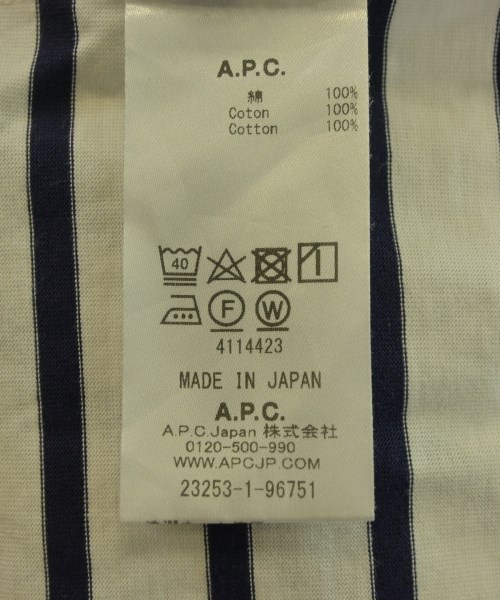 A.P.C.
綿 100%
Coton 100%
Cotton 100%
40
F W
4114423
MADE IN JAPAN
A.P.C.
A.P.C.Japan 株式会社
0120-500-990
WWW.APCJP.COM
23253-1-96751